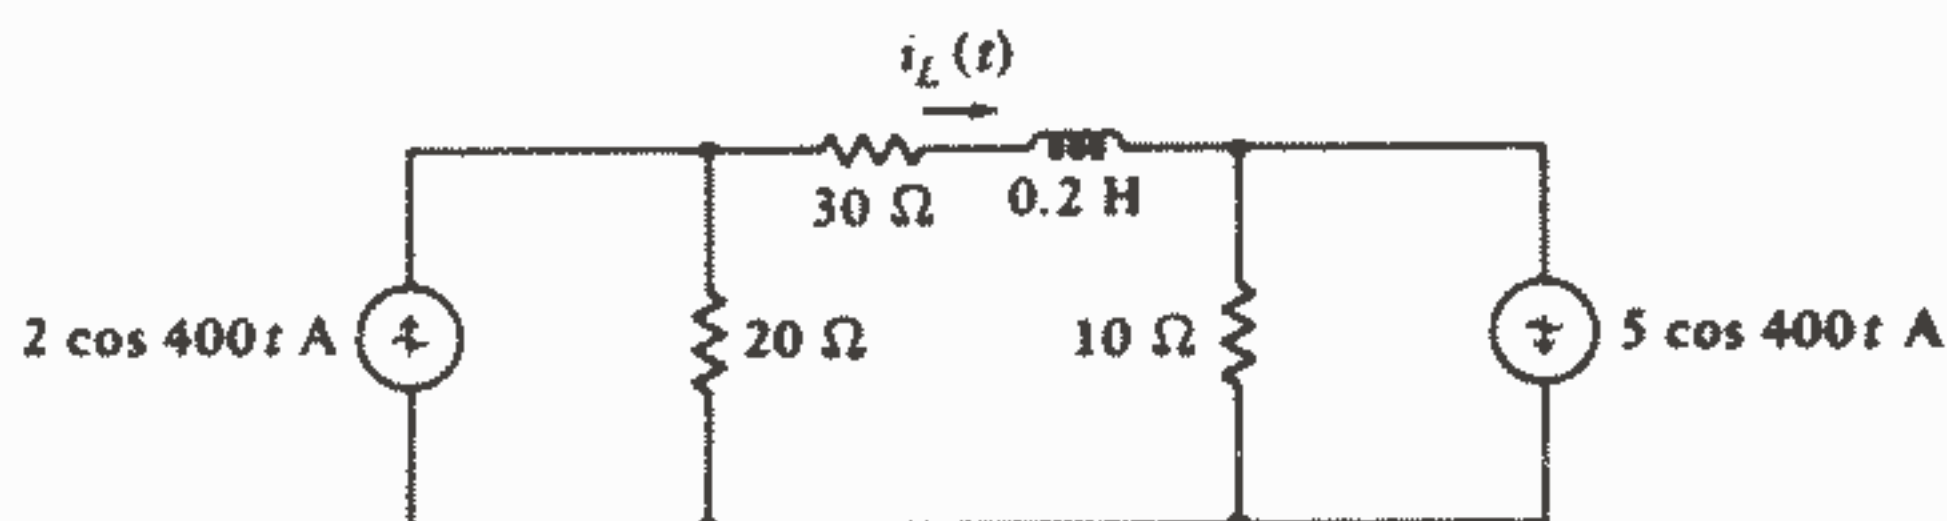 i_L (t)
30 Ω
0.2 H
2 cos 400t A
20 Ω
10 Ω
5 cos 400t A